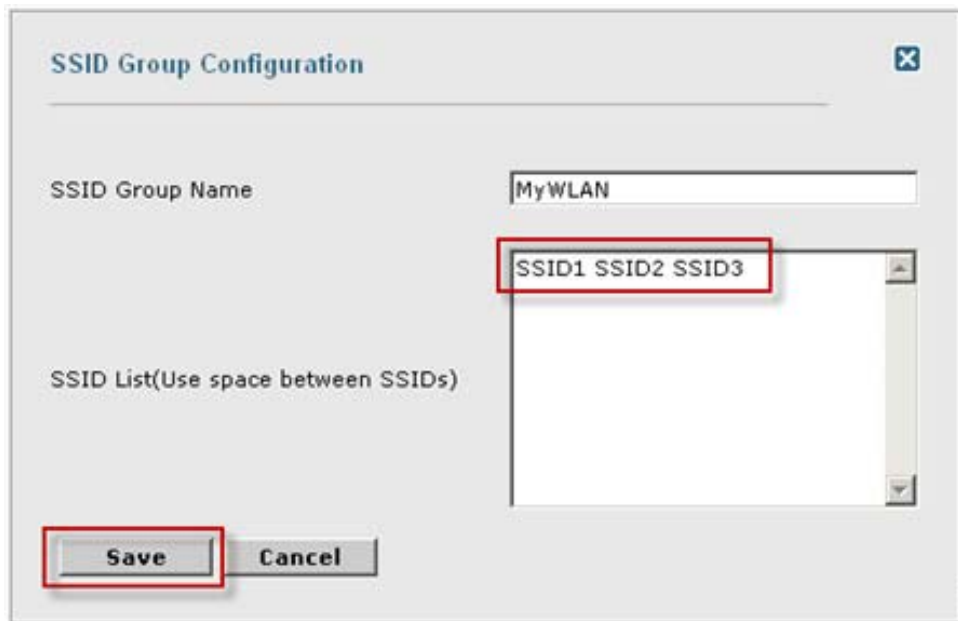 SSID Group Configuration
SSID Group Name
MyWLAN
SSID1 SSID2 SSID3
SSID List(Use space between SSIDs)
Save
Cancel